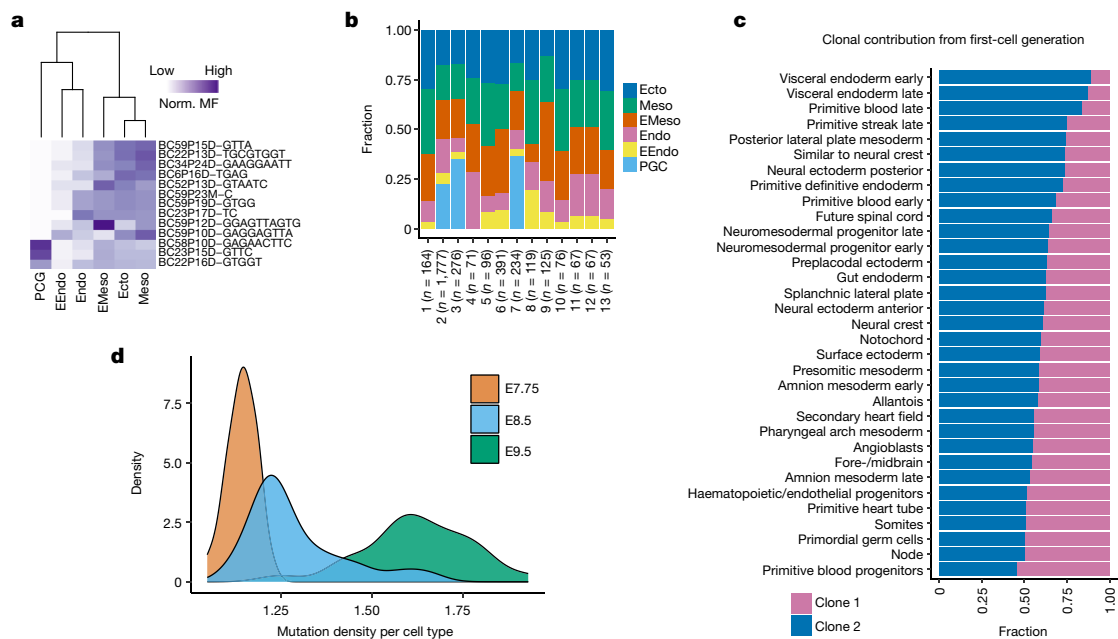 a
Low High
Norm. MF
BC59P15D–GTTA
BC22P13D–TGCGTGGT
BC34P24D–GAAGGAATT
BC6P16D–TGAG
BC52P13D–GTAATC
BC59P23M–C
BC59P19D–GTGG
BC23P17D–TC
BC59P12D–GGAGTTAGTG
BC59P10D–GAGGAGTTA
BC58P10D–GAGAACTTC
BC23P15D–GTTC
BC22P16D–GTGGT
PCG
EEndo
Endo
EMeso
Ecto
Meso
b
Fraction
1.00
0.75
0.50
0.25
0
1 (n = 164)
2 (n = 1,777)
3 (n = 276)
4 (n = 71)
5 (n = 96)
6 (n = 391)
7 (n = 234)
8 (n = 119)
9 (n = 125)
10 (n = 76)
11 (n = 67)
12 (n = 67)
13 (n = 53)
Ecto
Meso
EMeso
Endo
EEndo
PGC
c
Clonal contribution from first-cell generation
Visceral endoderm early
Visceral endoderm late
Primitive blood late
Primitive streak late
Posterior lateral plate mesoderm
Similar to neural crest
Neural ectoderm posterior
Primitive definitive endoderm
Primitive blood early
Future spinal cord
Neuromesodermal progenitor late
Neuromesodermal progenitor early
Preplacodal ectoderm
Gut endoderm
Splanchnic lateral plate
Neural ectoderm anterior
Neural crest
Notochord
Surface ectoderm
Presomitic mesoderm
Amnion mesoderm early
Allantois
Secondary heart field
Pharyngeal arch mesoderm
Angioblasts
Fore-/midbrain
Amnion mesoderm late
Haematopoietic/endothelial progenitors
Primitive heart tube
Somites
Primordial germ cells
Node
Primitive blood progenitors
0
0.25
0.50
0.75
1.00
Fraction
Clone 1
Clone 2
d
Density
7.5
5.0
2.5
0
1.25
1.50
1.75
Mutation density per cell type
E7.75
E8.5
E9.5